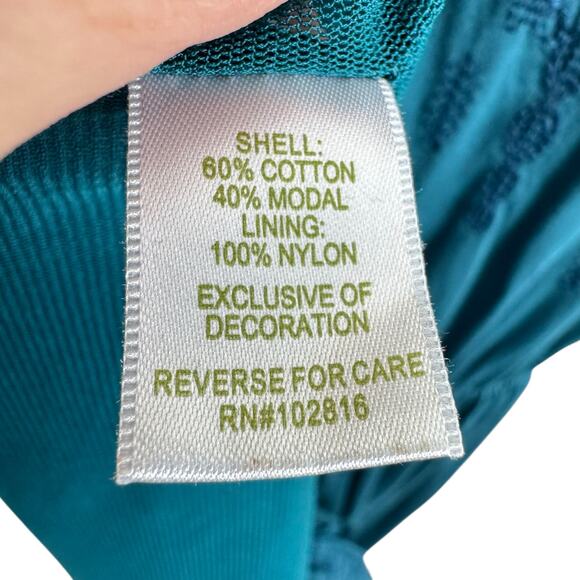 SHELL:
60% COTTON
40% MODAL
LINING:
100% NYLON
EXCLUSIVE OF
DECORATION
REVERSE FOR CARE
RN#102816